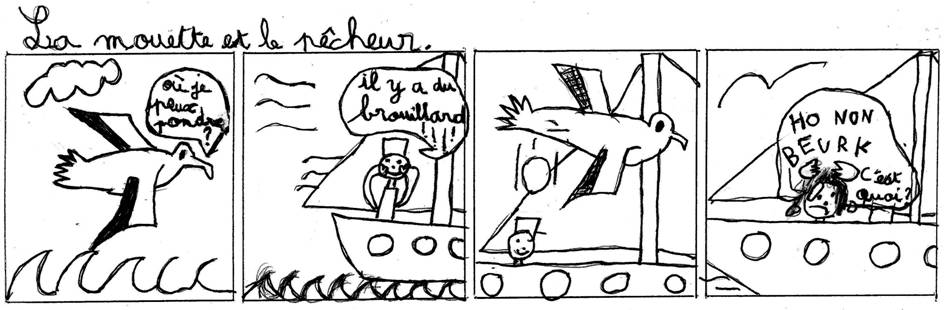 La mouette et le pêcheur.
où je
peux
pondre
?
il y a du
brouillard
!!!!
HO NON
BEURK
C'est
quoi?